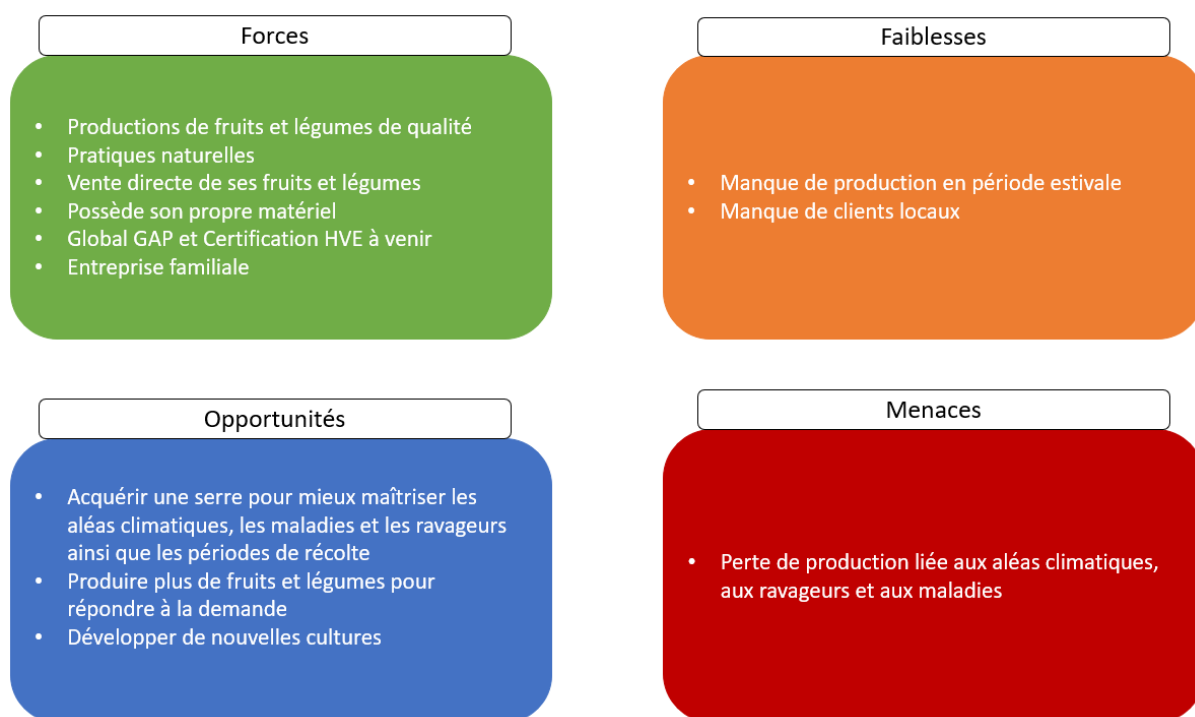 Forces
• Productions de fruits et légumes de qualité
• Pratiques naturelles
• Vente directe de ses fruits et légumes
• Possède son propre matériel
• Global GAP et Certification HVE à venir
• Entreprise familiale
Faiblesses
• Manque de production en période estivale
• Manque de clients locaux
Opportunités
• Acquérir une serre pour mieux maîtriser les
aléas climatiques, les maladies et les ravageurs
ainsi que les périodes de récolte
• Produire plus de fruits et légumes pour
répondre à la demande
• Développer de nouvelles cultures
Menaces
• Perte de production liée aux aléas climatiques,
aux ravageurs et aux maladies